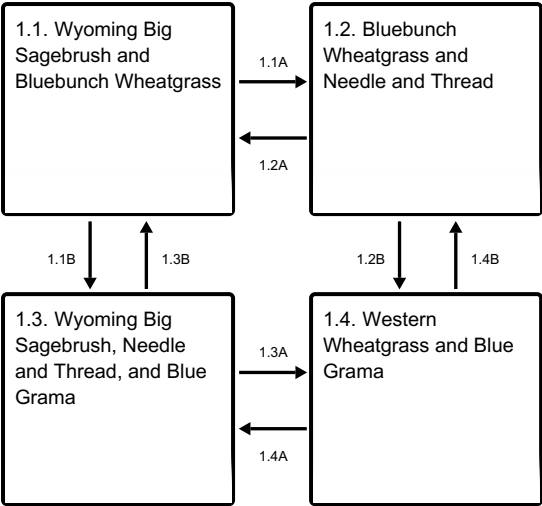 1.1. Wyoming Big
Sagebrush and
Bluebunch Wheatgrass
1.1A
1.2A
1.2. Bluebunch
Wheatgrass and
Needle and Thread
1.1B
1.3B
1.2B
1.4B
1.3. Wyoming Big
Sagebrush, Needle
and Thread, and Blue
Grama
1.3A
1.4A
1.4. Western
Wheatgrass and Blue
Grama